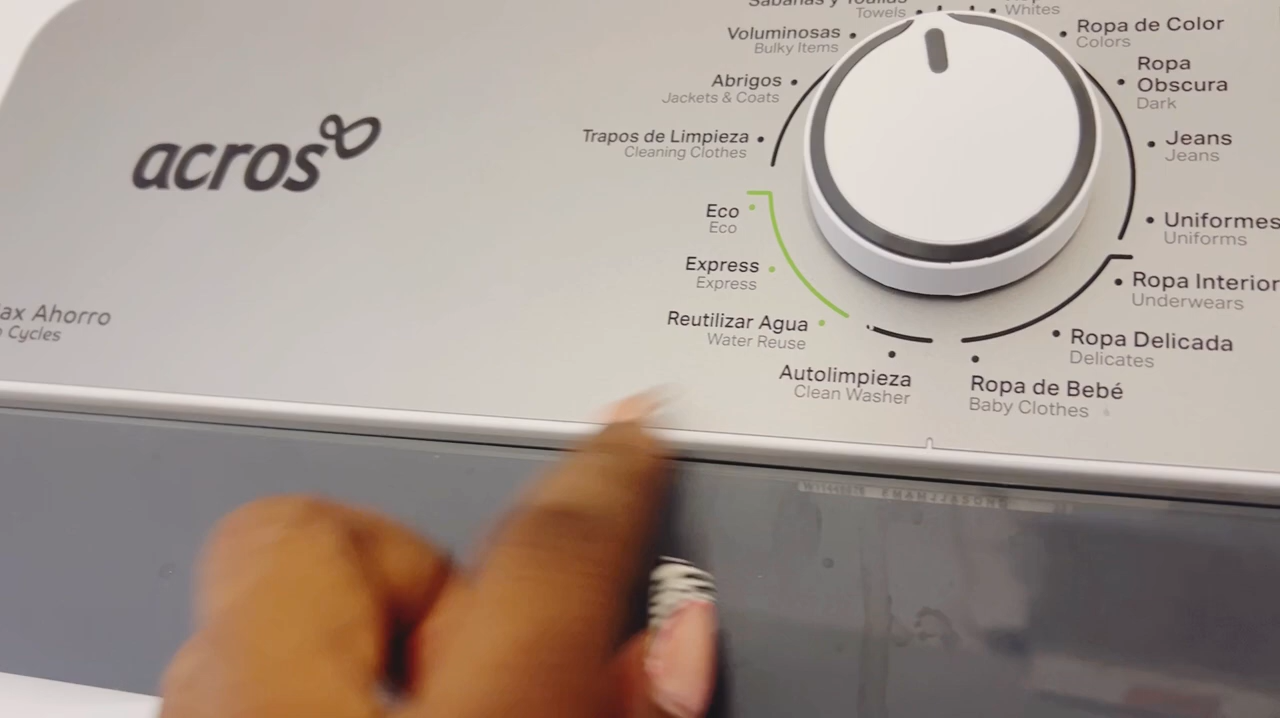 Sábanas y Toallas
Towels
Whites
Voluminosas
Bulky Items
Ropa de Color
Colors
Abrigos
Jackets & Coats
Ropa
Obscura
Dark
Trapos de Limpieza
Cleaning Clothes
Jeans
Jeans
acros
Eco
Eco
Uniformes
Uniforms
Express
Express
Ropa Interior
Underwears
ax Ahorro
Cycles
Reutilizar Agua
Water Reuse
Ropa Delicada
Delicates
Autolimpieza
Clean Washer
Ropa de Bebé
Baby Clothes